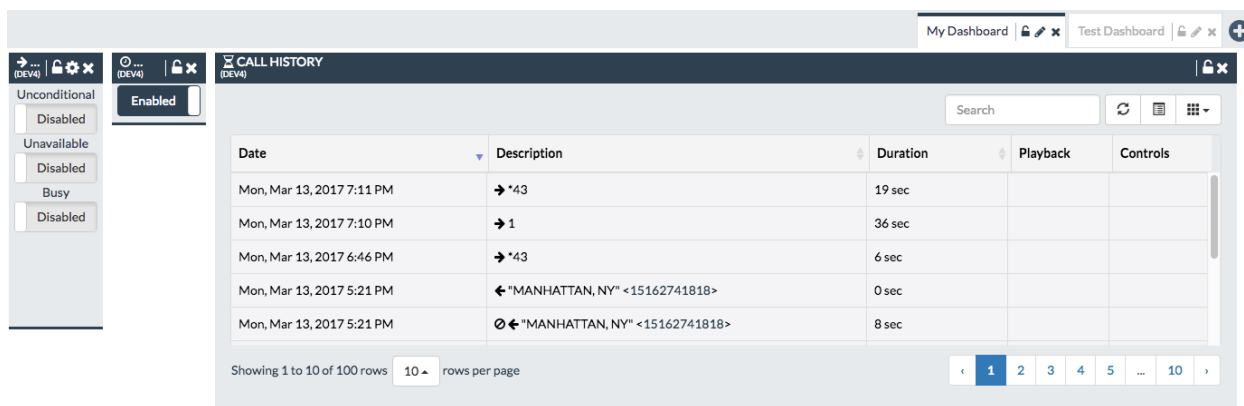 My Dashboard Test Dashboard
... (DEV4)
Unconditional
Disabled
Unavailable
Disabled
Busy
Disabled
... (DEV4)
Enabled
CALL HISTORY
(DEV4)
Search
Date Description Duration Playback Controls
Mon, Mar 13, 2017 7:11 PM → *43 19 sec
Mon, Mar 13, 2017 7:10 PM → 1 36 sec
Mon, Mar 13, 2017 6:46 PM → *43 6 sec
Mon, Mar 13, 2017 5:21 PM ← "MANHATTAN, NY" <15162741818> 0 sec
Mon, Mar 13, 2017 5:21 PM ← "MANHATTAN, NY" <15162741818> 8 sec
Showing 1 to 10 of 100 rows 10 rows per page ‹ 1 2 3 4 5 ... 10 ›